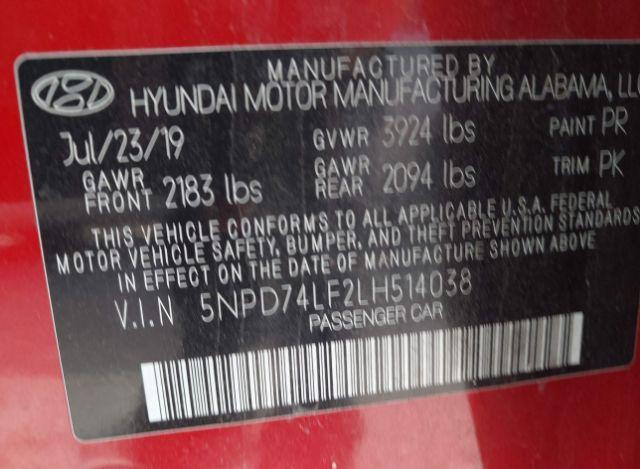 MANUFACTURED BY
HYUNDAI MOTOR MANUFACTURING ALABAMA, LLC
Jul/23/19 GVWR 3924 lbs PAINT PR
GAWR FRONT 2183 lbs GAWR REAR 2094 lbs TRIM PK
THIS VEHICLE CONFORMS TO ALL APPLICABLE U.S.A. FEDERAL
MOTOR VEHICLE SAFETY, BUMPER, AND THEFT PREVENTION STANDARDS
IN EFFECT ON THE DATE OF MANUFACTURE SHOWN ABOVE
V.I.N 5NPD74LF2LH514038
PASSENGER CAR